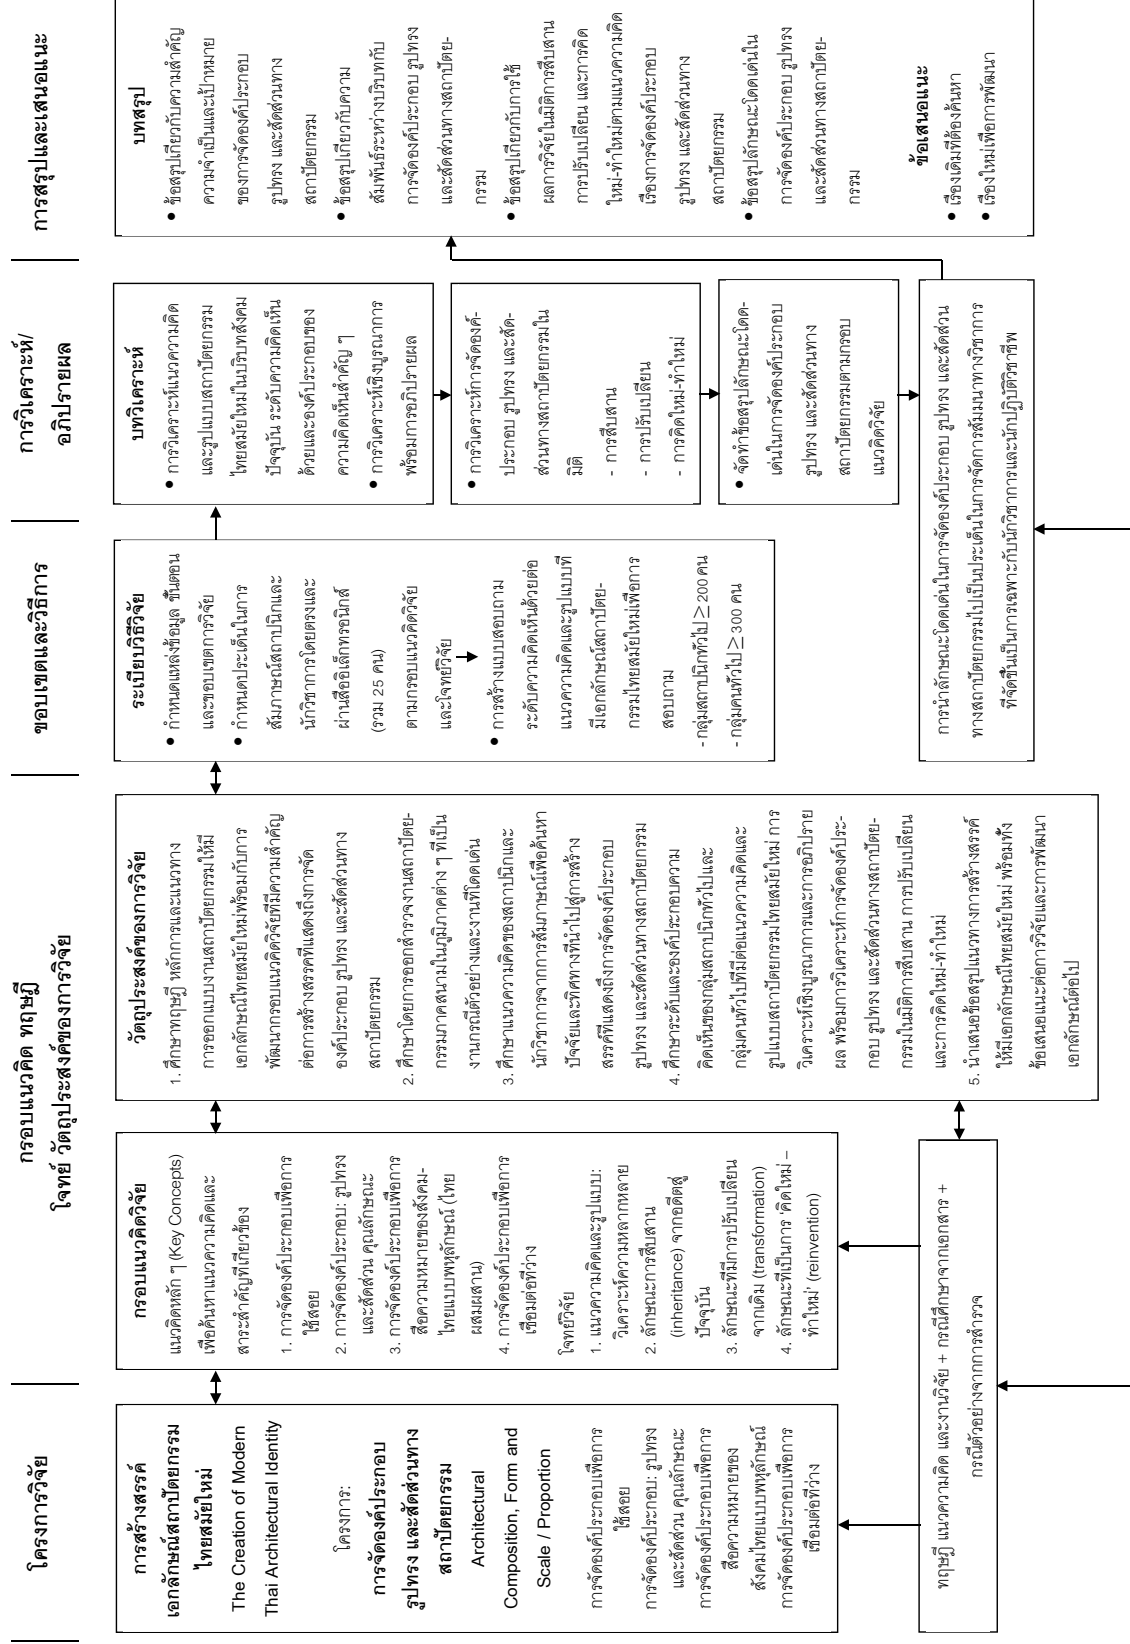 โครงการวิจัย
กรอบแนวคิด ทฤษฎี
โจทย์ วัตถุประสงค์ของการวิจัย
ขอบเขตและวิธีการ
การวิเคราะห์/
อภิปรายผล
การสรุปและเสนอแนะ
การสร้างสรรค์
เอกลักษณ์สถาปัตยกรรม
ไทยสมัยใหม่
The Creation of Modern
Thai Architectural Identity
โครงการ:
การจัดองค์ประกอบ
รูปทรง และสัดส่วนทาง
สถาปัตยกรรม
Architectural
Composition, Form and
Scale / Proportion
การจัดองค์ประกอบเพื่อการ
ใช้สอย
การจัดองค์ประกอบ: รูปทรง
และสัดส่วน คุณลักษณะ
การจัดองค์ประกอบเพื่อการ
สื่อความหมายของ
สังคมไทยแบบพหุลักษณ์
การจัดองค์ประกอบเพื่อการ
เชื่อมต่อที่ว่าง
กรอบแนวคิดวิจัย
แนวคิดหลัก ๆ (Key Concepts)
เพื่อค้นหาแนวความคิดและ
สาระสำคัญที่เกี่ยวข้อง
1. การจัดองค์ประกอบเพื่อการ
ใช้สอย
2. การจัดองค์ประกอบ: รูปทรง
และสัดส่วน คุณลักษณะ
3. การจัดองค์ประกอบเพื่อการ
สื่อความหมายของสังคม-
ไทยแบบพหุลักษณ์ (ไทย
ผสมผสาน)
4. การจัดองค์ประกอบเพื่อการ
เชื่อมต่อที่ว่าง
โจทย์วิจัย
1. แนวความคิดและรูปแบบ:
วิเคราะห์ความหลากหลาย
2. ลักษณะการสืบสาน
(inheritance) จากอดีตสู่
ปัจจุบัน
3. ลักษณะที่มีการปรับเปลี่ยน
จากเดิม (transformation)
4. ลักษณะที่เป็นการ 'คิดใหม่ –
ทำใหม่' (reinvention)
วัตถุประสงค์ของการวิจัย
1. ศึกษาทฤษฎี หลักการและแนวทาง
การออกแบบงานสถาปัตยกรรมให้มี
เอกลักษณ์ไทยสมัยใหม่พร้อมกับการ
พัฒนากรอบแนวคิดวิจัยที่มีความสำคัญ
ต่อการสร้างสรรค์ที่แสดงถึงการจัด
องค์ประกอบ รูปทรง และสัดส่วนทาง
สถาปัตยกรรม
2. ศึกษาโดยการออกสำรวจงานสถาปัตย-
กรรมภาคสนามในภูมิภาคต่าง ๆ ที่เป็น
งานกรณีตัวอย่างและงานที่โดดเด่น
3. ศึกษาแนวความคิดของสถาปนิกและ
นักวิชาการจากการสัมภาษณ์เพื่อค้นหา
ปัจจัยและทิศทางที่นำไปสู่การสร้าง
สรรค์ที่แสดงถึงการจัดองค์ประกอบ
รูปทรง และสัดส่วนทางสถาปัตยกรรม
4. ศึกษาระดับและองค์ประกอบความ
คิดเห็นของกลุ่มสถาปนิกทั่วไปและ
กลุ่มคนทั่วไปที่มีต่อแนวความคิดและ
รูปแบบสถาปัตยกรรมไทยสมัยใหม่ การ
วิเคราะห์เชิงบูรณาการและการอภิปราย
ผล พร้อมการวิเคราะห์การจัดองค์ประ-
กอบ รูปทรง และสัดส่วนทางสถาปัตย-
กรรมในมิติการสืบสาน การปรับเปลี่ยน
และการคิดใหม่-ทำใหม่
5. นำเสนอข้อสรุปแนวทางการสร้างสรรค์
ให้มีเอกลักษณ์ไทยสมัยใหม่ พร้อมทั้ง
ข้อเสนอแนะต่อการวิจัยและการพัฒนา
เอกลักษณ์ต่อไป
ทฤษฎี แนวความคิด และงานวิจัย + กรณีศึกษาจากเอกสาร +
กรณีตัวอย่างจากการสำรวจ
ระเบียบวิธีวิจัย
● กำหนดแหล่งข้อมูล ขั้นตอน
และขอบเขตการวิจัย
● กำหนดประเด็นในการ
สัมภาษณ์สถาปนิกและ
นักวิชาการโดยตรงและ
ผ่านสื่ออิเล็กทรอนิกส์
(รวม 25 คน)
ตามกรอบแนวคิดวิจัย
และโจทย์วิจัย
● การสร้างแบบสอบถาม
ระดับความคิดเห็นด้วยต่อ
แนวความคิดและรูปแบบที่
มีเอกลักษณ์สถาปัตย-
กรรมไทยสมัยใหม่เพื่อการ
สอบถาม
- กลุ่มสถาปนิกทั่วไป ≥ 200 คน
- กลุ่มคนทั่วไป ≥ 300 คน
บทวิเคราะห์
● การวิเคราะห์แนวความคิด
และรูปแบบสถาปัตยกรรม
ไทยสมัยใหม่ในบริบทสังคม
ปัจจุบัน ระดับความคิดเห็น
ด้วยและองค์ประกอบของ
ความคิดเห็นสำคัญ ๆ
● การวิเคราะห์เชิงบูรณาการ
พร้อมการอภิปรายผล
● การวิเคราะห์การจัดองค์-
ประกอบ รูปทรง และสัด-
ส่วนทางสถาปัตยกรรมใน
มิติ
- การสืบสาน
- การปรับเปลี่ยน
- การคิดใหม่-ทำใหม่
● จัดทำข้อสรุปลักษณะโดด-
เด่นในการจัดองค์ประกอบ
รูปทรง และสัดส่วนทาง
สถาปัตยกรรมตามกรอบ
แนวคิดวิจัย
การนำลักษณะโดดเด่นในการจัดองค์ประกอบ รูปทรง และสัดส่วน
ทางสถาปัตยกรรมไปเป็นประเด็นในการจัดการสัมมนาทางวิชาการ
ที่จัดขึ้นเป็นการเฉพาะกับนักวิชาการและนักปฏิบัติวิชาชีพ
บทสรุป
● ข้อสรุปเกี่ยวกับความสำคัญ
ความจำเป็นและเป้าหมาย
ของการจัดองค์ประกอบ
รูปทรง และสัดส่วนทาง
สถาปัตยกรรม
● ข้อสรุปเกี่ยวกับความ
สัมพันธ์ระหว่างบริบทกับ
การจัดองค์ประกอบ รูปทรง
และสัดส่วนทางสถาปัตย-
กรรม
● ข้อสรุปเกี่ยวกับการใช้
ผลการวิจัยในมิติการสืบสาน
การปรับเปลี่ยน และการคิด
ใหม่-ทำใหม่ตามแนวความคิด
เรื่องการจัดองค์ประกอบ
รูปทรง และสัดส่วนทาง
สถาปัตยกรรม
● ข้อสรุปลักษณะโดดเด่นใน
การจัดองค์ประกอบ รูปทรง
และสัดส่วนทางสถาปัตย-
กรรม
ข้อเสนอแนะ
● เรื่องเดิมที่ต้องค้นหา
● เรื่องใหม่เพื่อการพัฒนา